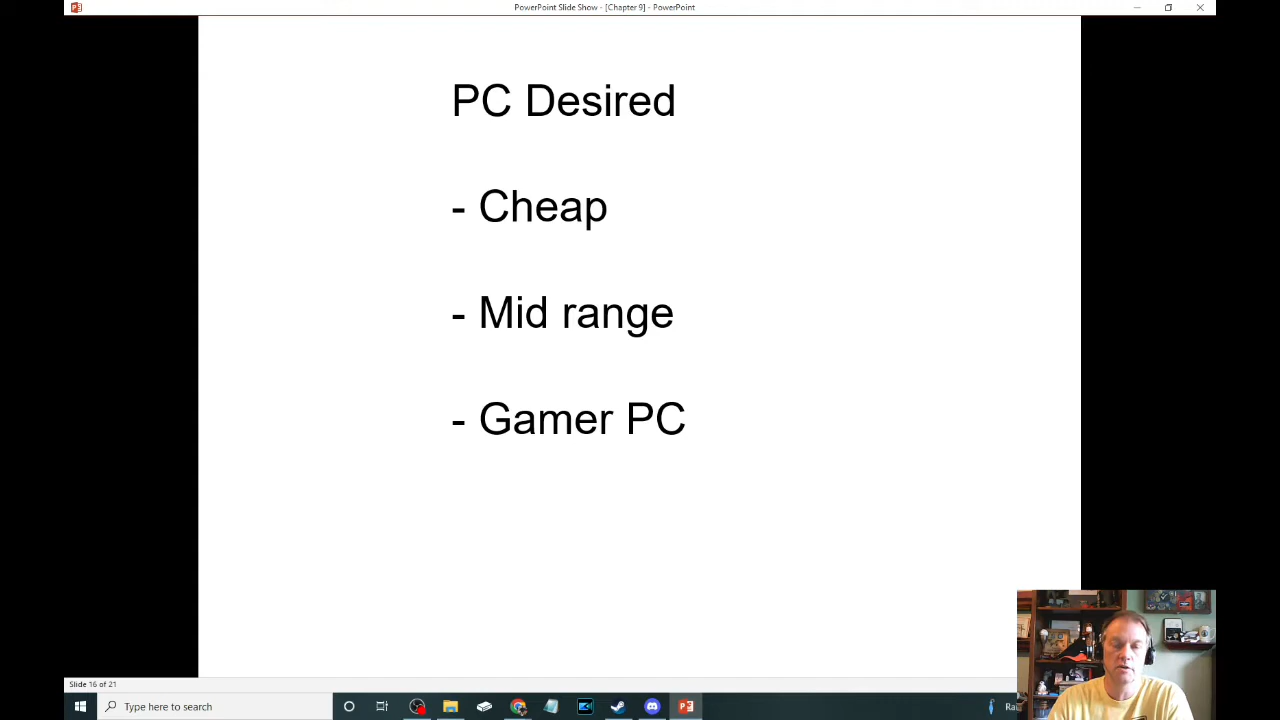 PowerPoint Slide Show - [Chapter 9] - PowerPoint
PC Desired
- Cheap
- Mid range
- Gamer PC
Slide 16 of 21
Type here to search